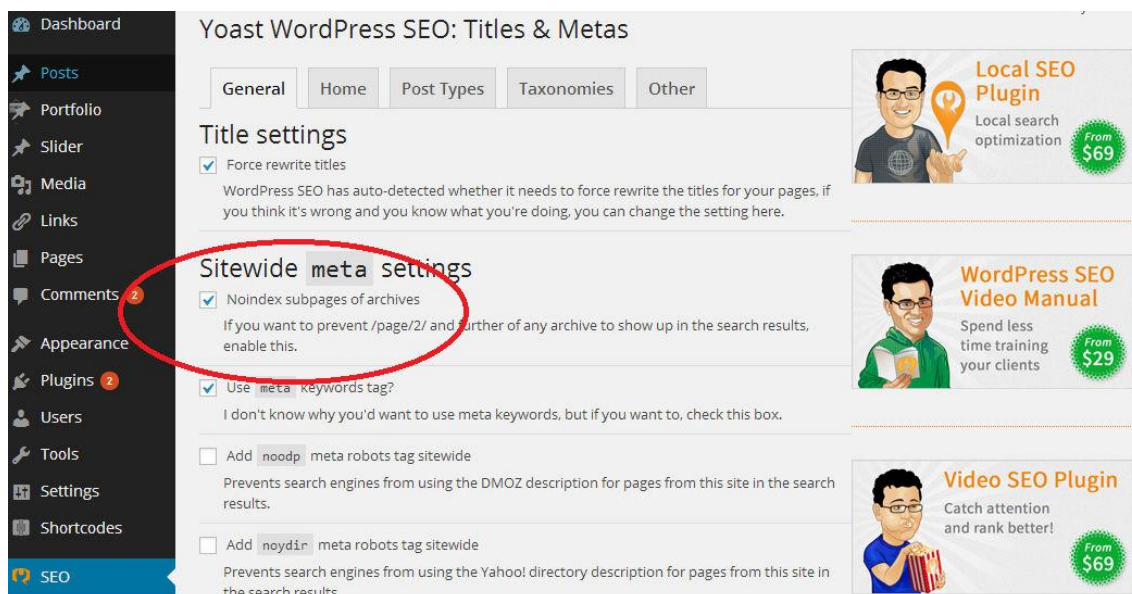 Dashboard
Posts
Portfolio
Slider
Media
Links
Pages
Comments 2
Appearance
Plugins 2
Users
Tools
Settings
Shortcodes
SEO
Yoast WordPress SEO: Titles & Metas
General Home Post Types Taxonomies Other
Title settings
Force rewrite titles
WordPress SEO has auto-detected whether it needs to force rewrite the titles for your pages, if
you think it's wrong and you know what you're doing, you can change the setting here.
Sitewide meta settings
Noindex subpages of archives
If you want to prevent /page/2/ and further of any archive to show up in the search results,
enable this.
Use meta keywords tag?
I don't know why you'd want to use meta keywords, but if you want to, check this box.
Add noodp meta robots tag sitewide
Prevents search engines from using the DMOZ description for pages from this site in the search
results.
Add noydir meta robots tag sitewide
Prevents search engines from using the Yahoo! directory description for pages from this site in
the search results.
Local SEO
Plugin
Local search
optimization
From
$69
WordPress SEO
Video Manual
Spend less
time training
your clients
From
$29
Video SEO Plugin
Catch attention
and rank better!
From
$69